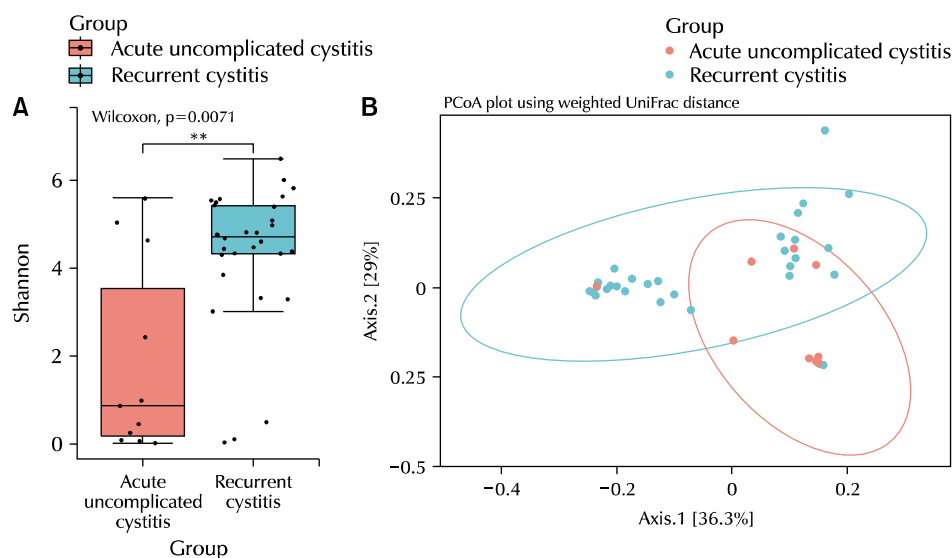 Group
Acute uncomplicated cystitis
Recurrent cystitis
A
Wilcoxon, p=0.0071
**
6
4
2
0
Shannon
Acute
uncomplicated
cystitis
Recurrent
cystitis
Group
Group
Acute uncomplicated cystitis
Recurrent cystitis
B
PCoA plot using weighted UniFrac distance
0.25
0
0.25
−0.5
Axis.2 [29%]
−0.4
−0.2
0
0.2
Axis.1 [36.3%]